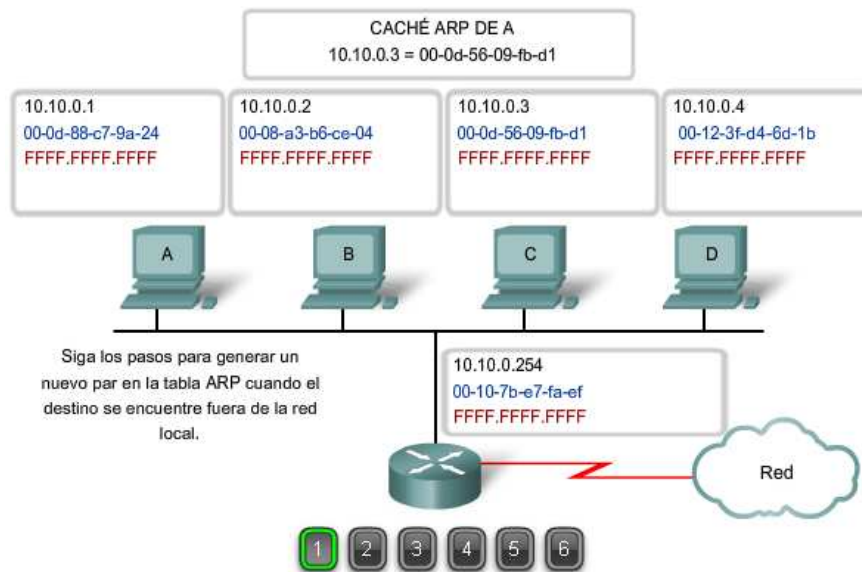 CACHÉ ARP DE A
10.10.0.3 = 00-0d-56-09-fb-d1
10.10.0.1
00-0d-88-c7-9a-24
FFFF.FFFF.FFFF
10.10.0.2
00-08-a3-b6-ce-04
FFFF.FFFF.FFFF
10.10.0.3
00-0d-56-09-fb-d1
FFFF.FFFF.FFFF
10.10.0.4
00-12-3f-d4-6d-1b
FFFF.FFFF.FFFF
A
B
C
D
Siga los pasos para generar un
nuevo par en la tabla ARP cuando el
destino se encuentre fuera de la red
local.
10.10.0.254
00-10-7b-e7-fa-ef
FFFF.FFFF.FFFF
Red
1 2 3 4 5 6